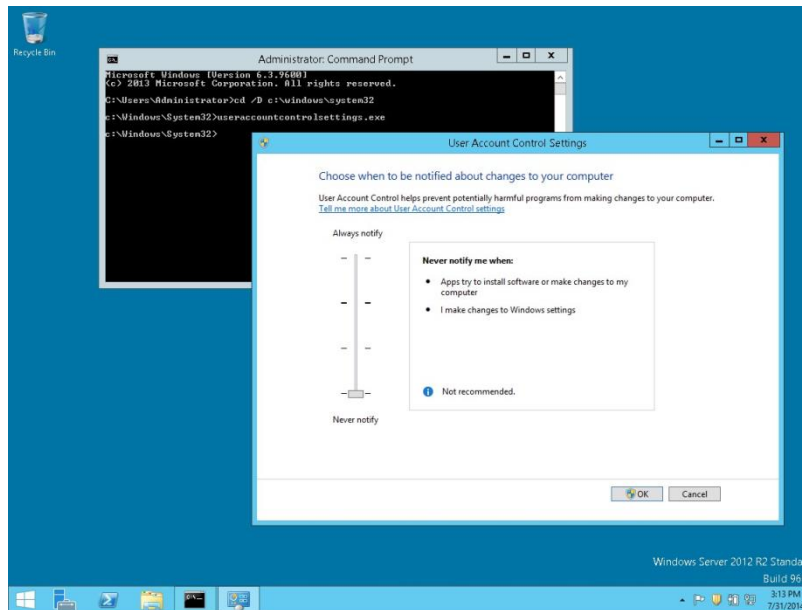 Recycle Bin
Administrator: Command Prompt
Microsoft Windows [Version 6.3.9600]
(c) 2013 Microsoft Corporation. All rights reserved.
C:\Users\Administrator>cd /D c:\windows\system32
c:\Windows\System32>useraccountcontrolsettings.exe
c:\Windows\System32>
User Account Control Settings
Choose when to be notified about changes to your computer
User Account Control helps prevent potentially harmful programs from making changes to your computer.
Tell me more about User Account Control settings
Always notify
Never notify me when:
• Apps try to install software or make changes to my
computer
• I make changes to Windows settings
Not recommended.
Never notify
OK
Cancel
Windows Server 2012 R2 Standa
Build 96
3:13 PM
7/31/201